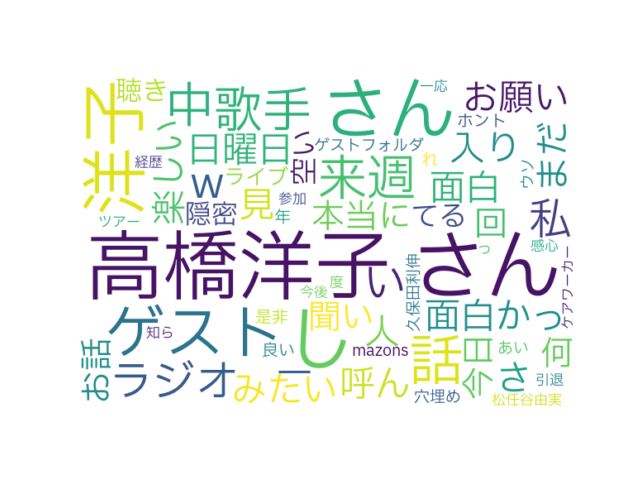 聴き
洋子
中歌手
さん
一応
お願い
ホント
楽しい
日曜日
ゲストフォルダ
空い
入り
まだ
経歴
w
ライブ
れ
来週
面白
ウソ
ツアー
隠密
見
年
参加
本当に
てる
回
私
っ
感心
高橋洋子
い
さん
久保田利伸
ケアワーカー
ゲスト
し
今後
度
知ら
是非
聞い
人
面白かっ
お話
良い
mazons
話
今日
あい
何
ラジオ
ー
みたい
呼ん
穴埋め
さ
引退
松任谷由実